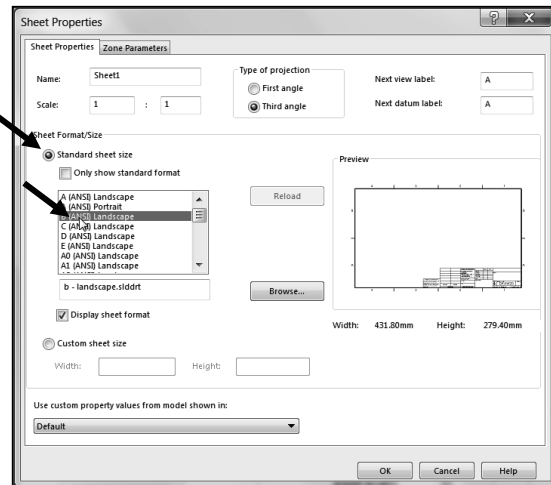 Sheet Properties
Sheet Properties Zone Parameters
Name: Sheet1
Scale: 1 : 1
Type of projection
First angle
Third angle
Next view label: A
Next datum label: A
Sheet Format/Size
Standard sheet size
Only show standard format
A (ANSI) Landscape
(ANSI) Portrait
B (ANSI) Landscape
C (ANSI) Landscape
D (ANSI) Landscape
E (ANSI) Landscape
A0 (ANSI) Landscape
A1 (ANSI) Landscape
b - landscape.slddrt
Display sheet format
Custom sheet size
Width: Height:
Reload
Browse...
Preview
Width: 431.80mm Height: 279.40mm
Use custom property values from model shown in:
Default
OK Cancel Help